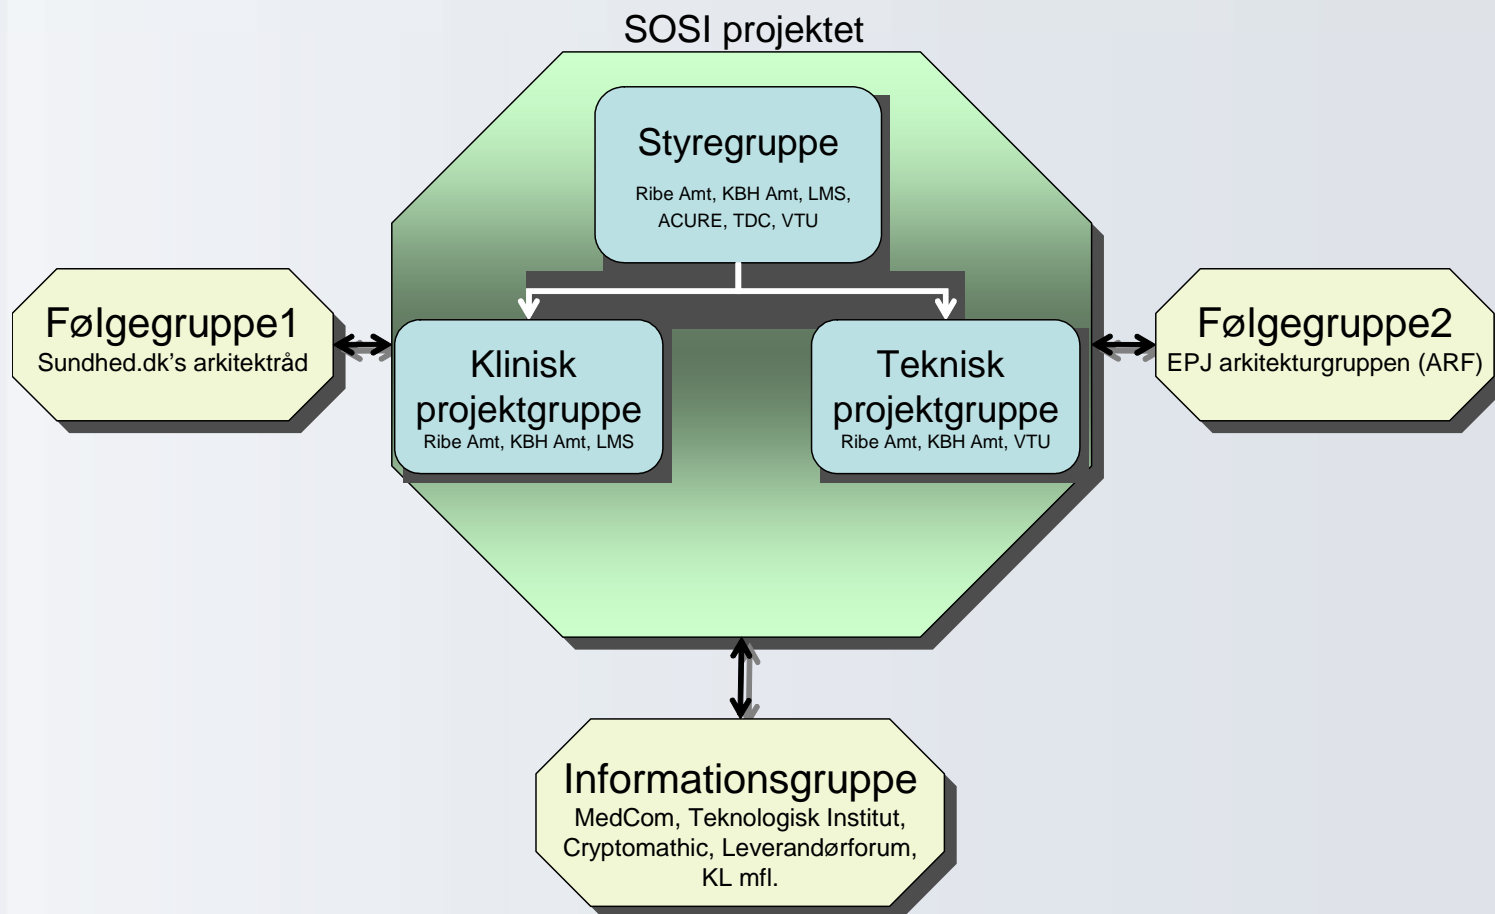 SOSI projektet
Styregruppe
Ribe Amt, KBH Amt, LMS,
ACURE, TDC, VTU
Følgegruppe1
Sundhed.dk's arkitektråd
Klinisk
projektgruppe
Ribe Amt, KBH Amt, LMS
Teknisk
projektgruppe
Ribe Amt, KBH Amt, VTU
Følgegruppe2
EPJ arkitekturgruppen (ARF)
Informationsgruppe
MedCom, Teknologisk Institut,
Cryptomathic, Leverandørforum,
KL mfl.